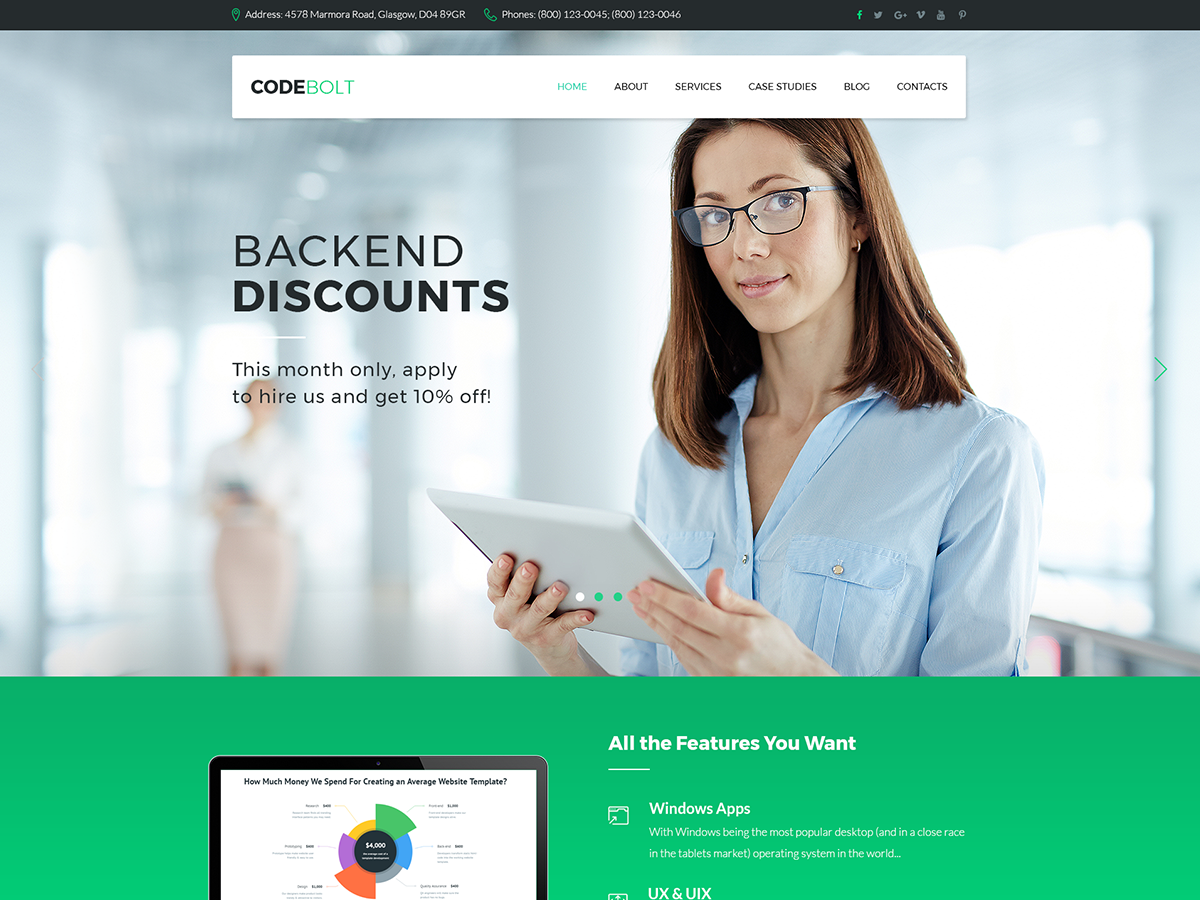 Address: 4578 Marmora Road, Glasgow, D04 89GR
Phones: (800) 123-0045; (800) 123-0046
CODEBOLT
HOME ABOUT SERVICES CASE STUDIES BLOG CONTACTS
BACKEND
DISCOUNTS
This month only, apply
to hire us and get 10% off!
All the Features You Want
How Much Money We Spend For Creating an Average Website Template?
Research $400
Front-end $1,000
$4,000
Prototyping $400
Back-end $600
Design $1,000
Quality assurance $400
Windows Apps
With Windows being the most popular desktop (and in a close race
in the tablets market) operating system in the world...
UX & UIX